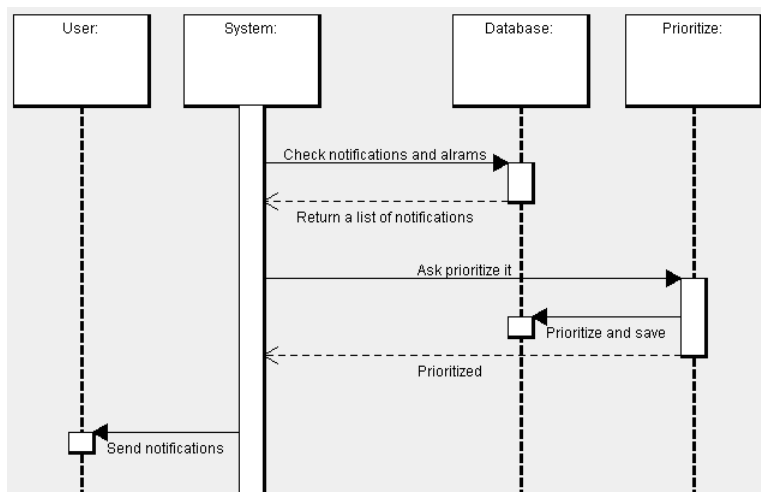 User:
System:
Database:
Prioritize:
Check notifications and alrams
Return a list of notifications
Ask prioritize it
Prioritize and save
Prioritized
Send notifications